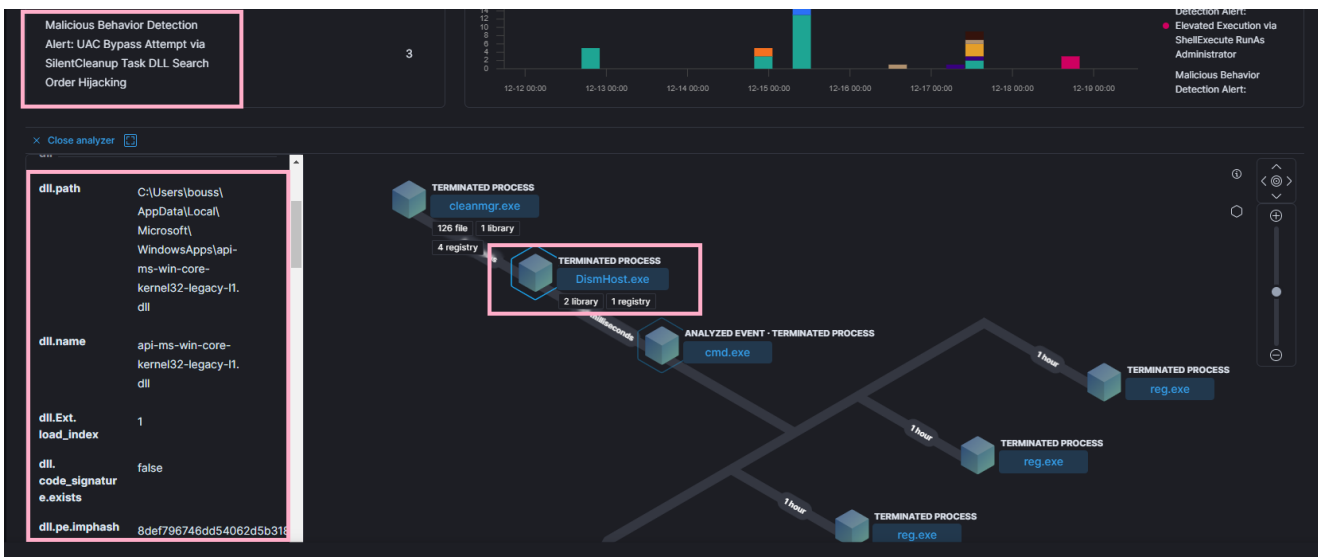 Malicious Behavior Detection
Alert: UAC Bypass Attempt via
SilentCleanup Task DLL Search
Order Hijacking
3
14
12
10
8
6
4
2
0
12-12 00:00
12-13 00:00
12-14 00:00
12-15 00:00
12-16 00:00
12-17 00:00
12-18 00:00
12-19 00:00
Detection Alert:
Elevated Execution via
ShellExecute RunAs
Administrator
Malicious Behavior
Detection Alert:
× Close analyzer
dll.path
C:\Users\bouss\
AppData\Local\
Microsoft\
WindowsApps\api-
ms-win-core-
kernel32-legacy-l1.
dll
dll.name
api-ms-win-core-
kernel32-legacy-l1.
dll
dll.Ext.
load_index
1
dll.
code_signatur
e.exists
false
dll.pe.imphash
8def796746dd54062d5b318
TERMINATED PROCESS
cleanmgr.exe
126 file 1 library
4 registry
TERMINATED PROCESS
DismHost.exe
2 library 1 registry
ANALYZED EVENT · TERMINATED PROCESS
cmd.exe
1 hour
TERMINATED PROCESS
reg.exe
1 hour
TERMINATED PROCESS
reg.exe
1 hour
TERMINATED PROCESS
reg.exe